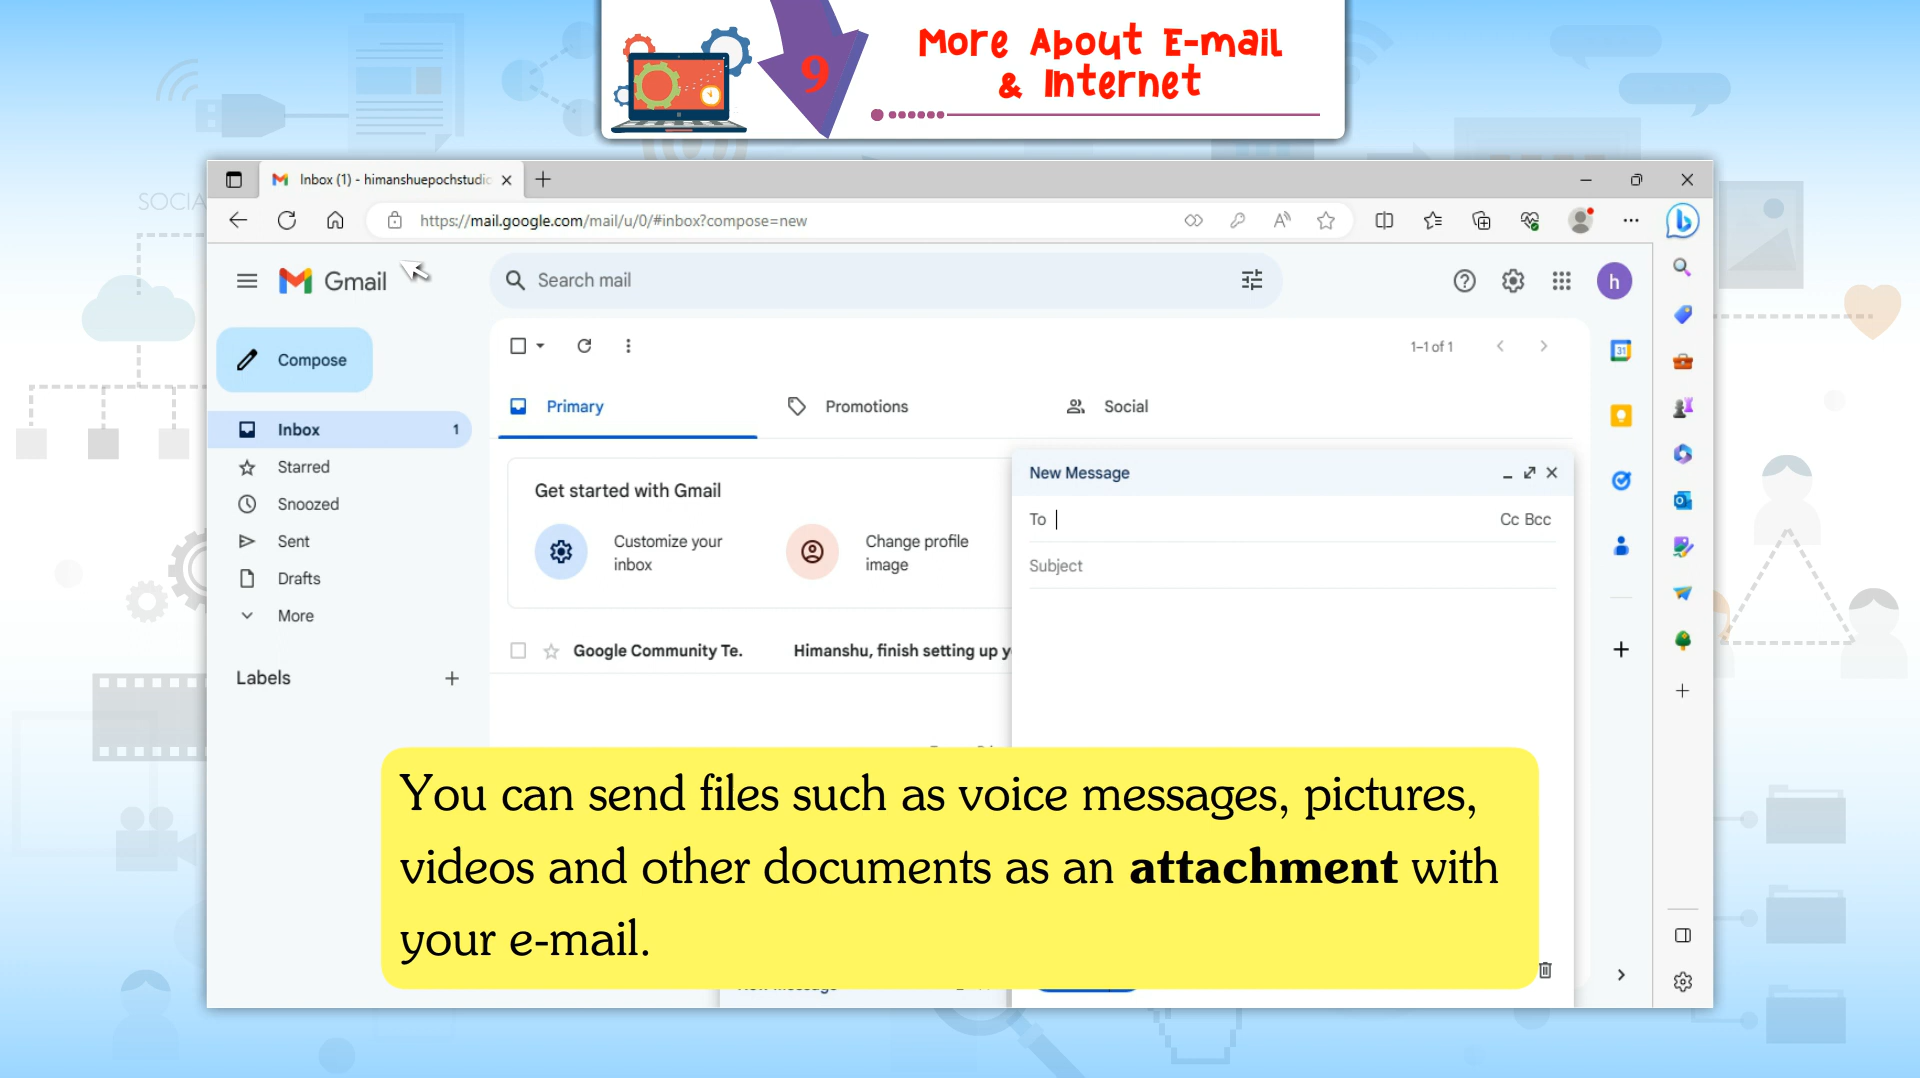 9
More About E-mail
& Internet
Inbox (1) - himanshuepochstudio
https://mail.google.com/mail/u/0/#inbox?compose=new
Gmail
Search mail
h
Compose
1–1 of 1
31
Primary
Promotions
Social
Inbox 1
Starred
Snoozed
Sent
Drafts
More
Labels
Get started with Gmail
Customize your
inbox
Change profile
image
Google Community Te. Himanshu, finish setting up y
New Message
To
Cc Bcc
Subject
You can send files such as voice messages, pictures,
videos and other documents as an attachment with
your e-mail.
SOCIA